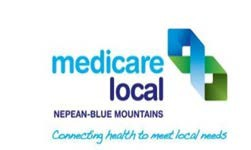 medicare
local
NEPEAN-BLUE MOUNTAINS
Connecting health to meet local needs